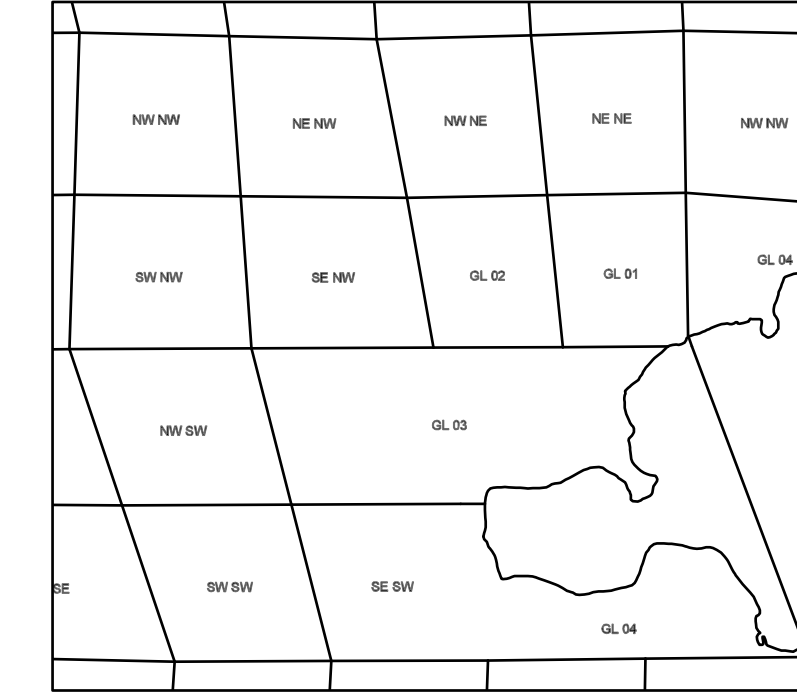 NW NW
NE NW
NW NE
NE NE
NW NW
SW NW
SE NW
GL 02
GL 01
GL 04
NW SW
GL 03
SE
SW SW
SE SW
GL 04